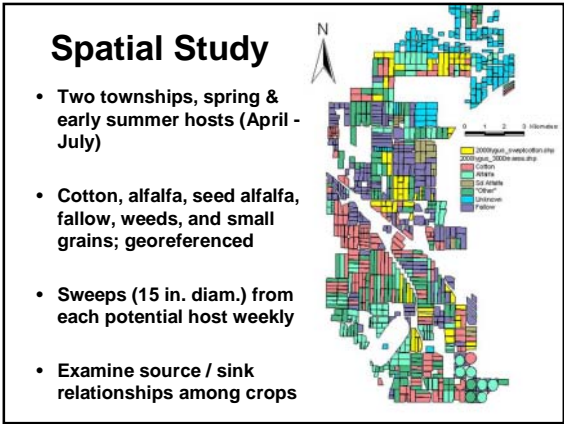 Spatial Study
• Two townships, spring &
early summer hosts (April -
July)
• Cotton, alfalfa, seed alfalfa,
fallow, weeds, and small
grains; georeferenced
• Sweeps (15 in. diam.) from
each potential host weekly
• Examine source / sink
relationships among crops
N
0 1 2 3 Kilometers
Cotton
Alfalfa
Sd Alfalfa
"Other"
Unknown
Fallow